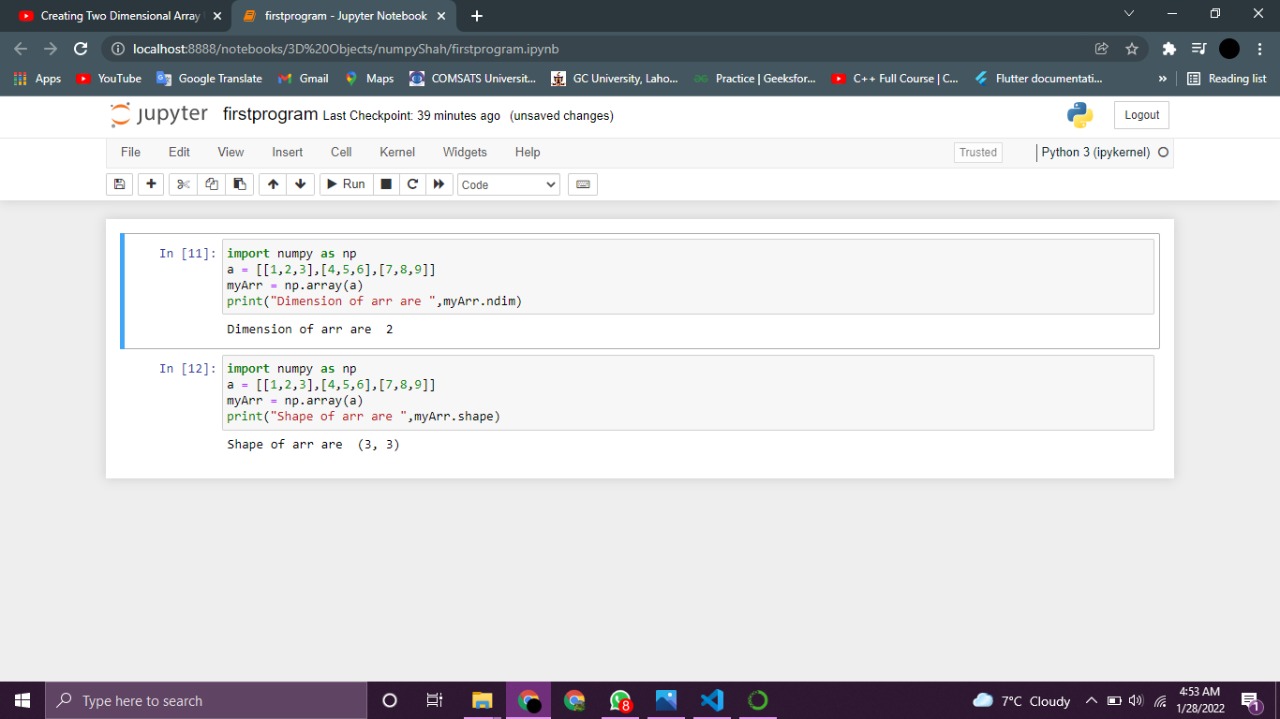 Creating Two Dimensional Array
firstprogram - Jupyter Notebook
localhost:8888/notebooks/3D%20Objects/numpyShah/firstprogram.ipynb
Apps YouTube Google Translate Gmail Maps COMSATS Universit... GC University, Laho... Practice | Geeksfor... C++ Full Course | C... Flutter documentati... » Reading list
jupyter firstprogram Last Checkpoint: 39 minutes ago (unsaved changes) Logout
File Edit View Insert Cell Kernel Widgets Help Trusted Python 3 (ipykernel)
Run Code
In [11]: import numpy as np
a = [[1,2,3],[4,5,6],[7,8,9]]
myArr = np.array(a)
print("Dimension of arr are ",myArr.ndim)
Dimension of arr are  2
In [12]: import numpy as np
a = [[1,2,3],[4,5,6],[7,8,9]]
myArr = np.array(a)
print("Shape of arr are ",myArr.shape)
Shape of arr are  (3, 3)
Type here to search
8
7°C Cloudy
4:53 AM
1/28/2022
1